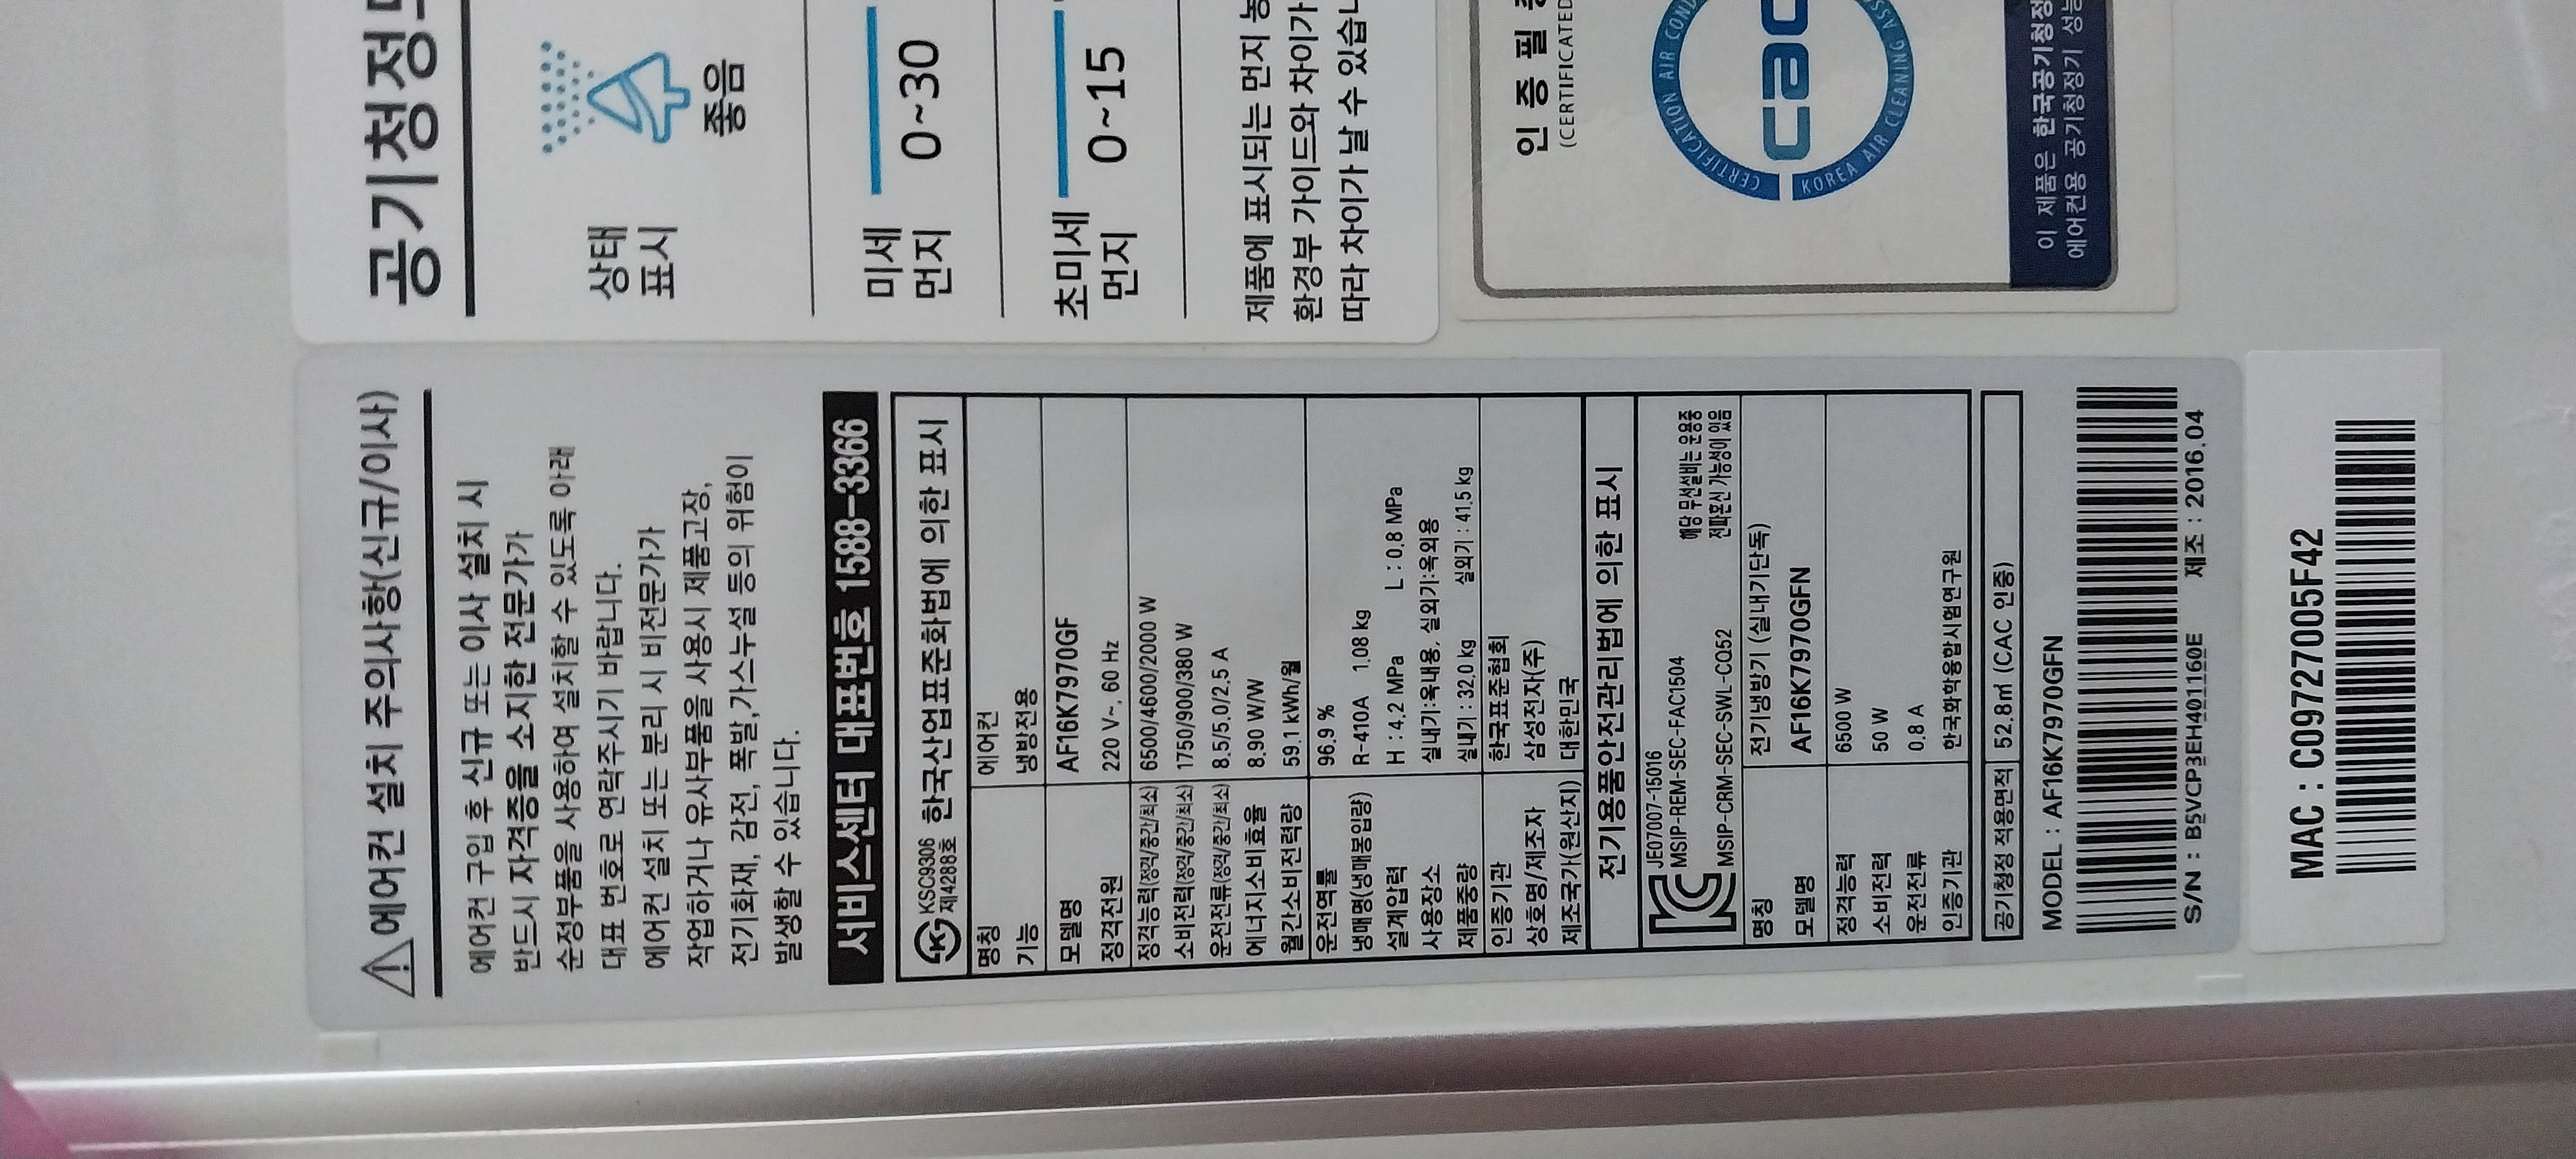 에어컨 설치 주의사항(신규/이사)
에어컨 구입 후 신규 또는 이사 설치 시
반드시 자격증을 소지한 전문가가
순정부품을 사용하여 설치할 수 있도록 아래
대표 번호로 연락주시기 바랍니다.
에어컨 설치 또는 분리 시 비전문가가
작업하거나 유사부품을 사용시 제품고장,
전기화재, 감전, 폭발,가스누설 등의 위험이
발생할 수 있습니다.
서비스센터 대표번호 1588-3366
KSC9306
제4288호
한국산업표준화법에 의한 표시
명칭 에어컨
기능 냉방전용
모델명 AF16K7970GF
정격전원 220 V~, 60 Hz
정격능력(정격/중간/최소) 6500/4600/2000 W
소비전력(정격/중간/최소) 1750/900/380 W
운전전류(정격/중간/최소) 8.5/5.0/2.5 A
에너지소비효율 8.90 W/W
월간소비전력량 59.1 kWh/월
운전역률 96.9 %
냉매명(냉매봉입량) R-410A 1.08 kg
설계압력 H : 4.2 MPa L : 0.8 MPa
사용장소 실내기:옥내용, 실외기:옥외용
제품중량 실내기 : 32.0 kg 실외기 : 41.5 kg
인증기관 한국표준협회
상호명/제조자 삼성전자(주)
제조국가(원산지) 대한민국
전기용품안전관리법에 의한 표시
JE07007-15016
MSIP-REM-SEC-FAC1504
MSIP-CRM-SEC-SWL-CQ52
해당 무선설비는 운용중
전파혼신 가능성이 있음
명칭 전기냉방기 (실내기단독)
모델명 AF16K7970GFN
정격능력 6500 W
소비전력 50 W
운전전류 0.8 A
인증기관 한국화학융합시험연구원
공기청정 적용면적 52.8㎡ (CAC 인증)
MODEL : AF16K7970GFN
S/N : B5VCP3EH401160E 제조 : 2016.04
MAC : C09727005F42
공기청정
상태
표시
좋음
미세
먼지
0~30
초미세
먼지
0~15
제품에 표시되는 먼지
환경부 가이드와 차이가
따라 차이가 날 수
인 증 필
(CERTIFICATED
CERTIFICATION AIR
cac
KOREA AIR CLEANING
이 제품은 한국공기청정
에어컨용 공기청정기 성능